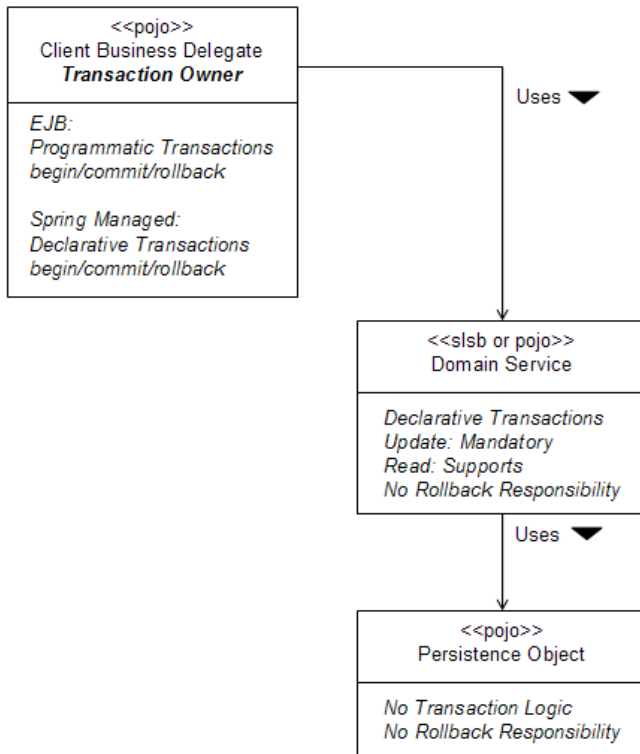 <<pojo>>
Client Business Delegate
Transaction Owner
EJB:
Programmatic Transactions
begin/commit/rollback
Spring Managed:
Declarative Transactions
begin/commit/rollback
Uses
<<slsb or pojo>>
Domain Service
Declarative Transactions
Update: Mandatory
Read: Supports
No Rollback Responsibility
Uses
<<pojo>>
Persistence Object
No Transaction Logic
No Rollback Responsibility